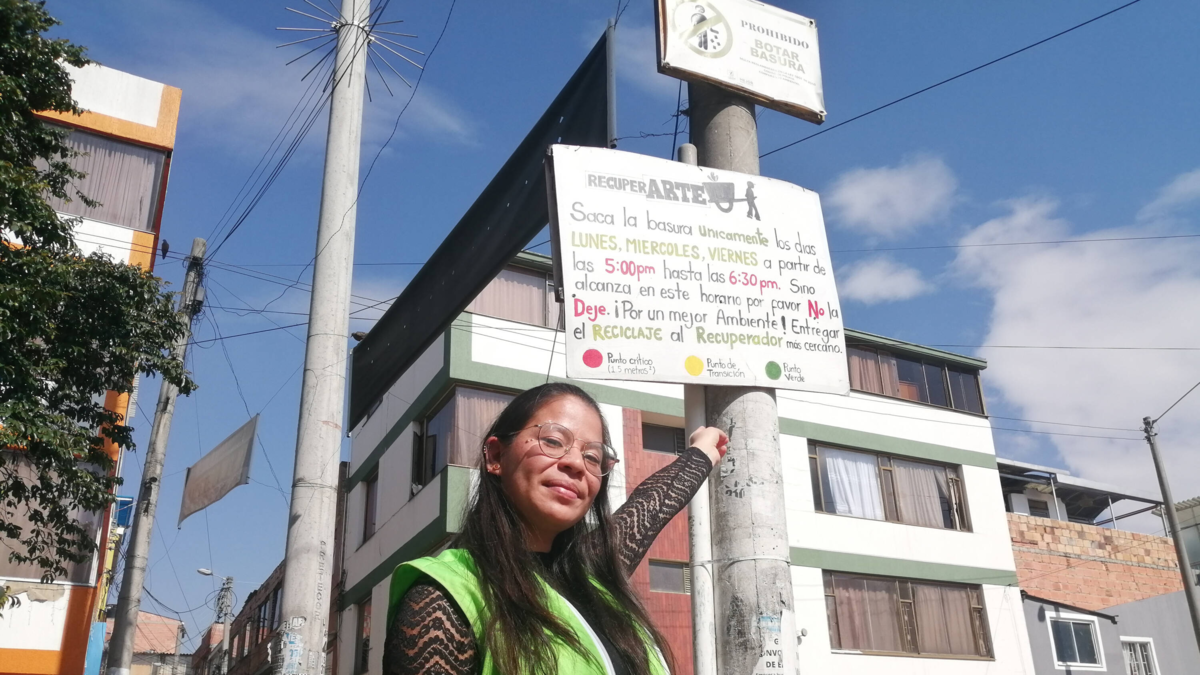 PROHIBIDO
BOTAR
BASURA
RECUPERARTE
Saca la basura únicamente los días
LUNES, MIERCOLES, VIERNES a partir de
las 5:00pm hasta las 6:30pm. Sino
alcanza en este horario por favor No la
Deje. ¡Por un mejor Ambiente! Entregar
el RECICLAJE al Recuperador más cercano.
Punto crítico
Punto de
Transición
Punto
Verde